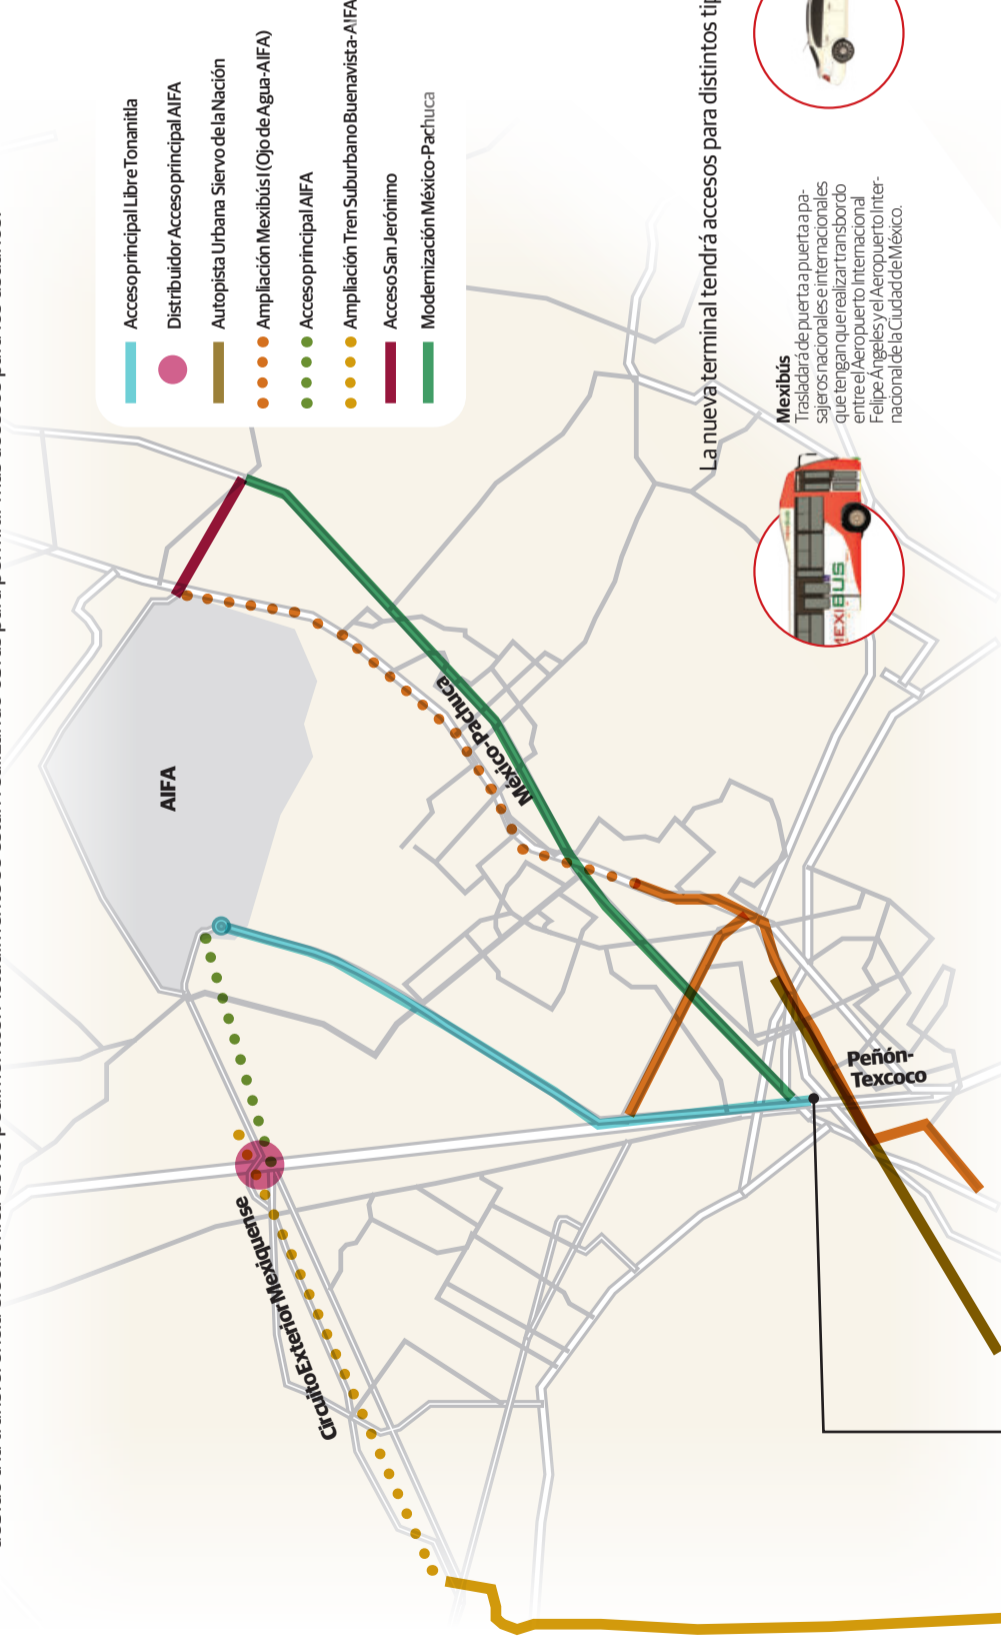 Acceso principal Libre Tonanitla
Distribuidor Acceso principal AIFA
Autopista Urbana Siervo de la Nación
Ampliación Mexibús I (Ojo de Agua-AIFA)
Acceso principal AIFA
Ampliación Tren Suburbano Buenavista-AIFA
Acceso San Jerónimo
Modernización México-Pachuca
AIFA
México-Pachuca
Circuito Exterior Mexiquense
Peñón-
Texcoco
La nueva terminal tendrá accesos para distintos tip
Mexibús
Trasladará de puerta a puerta a pa-
sajeros nacionales e internacionales
que tengan que realizar transbordo
entre el Aeropuerto Internacional
Felipe Ángeles y el Aeropuerto Inter-
nacional de la Ciudad de México.
MEXIBUS